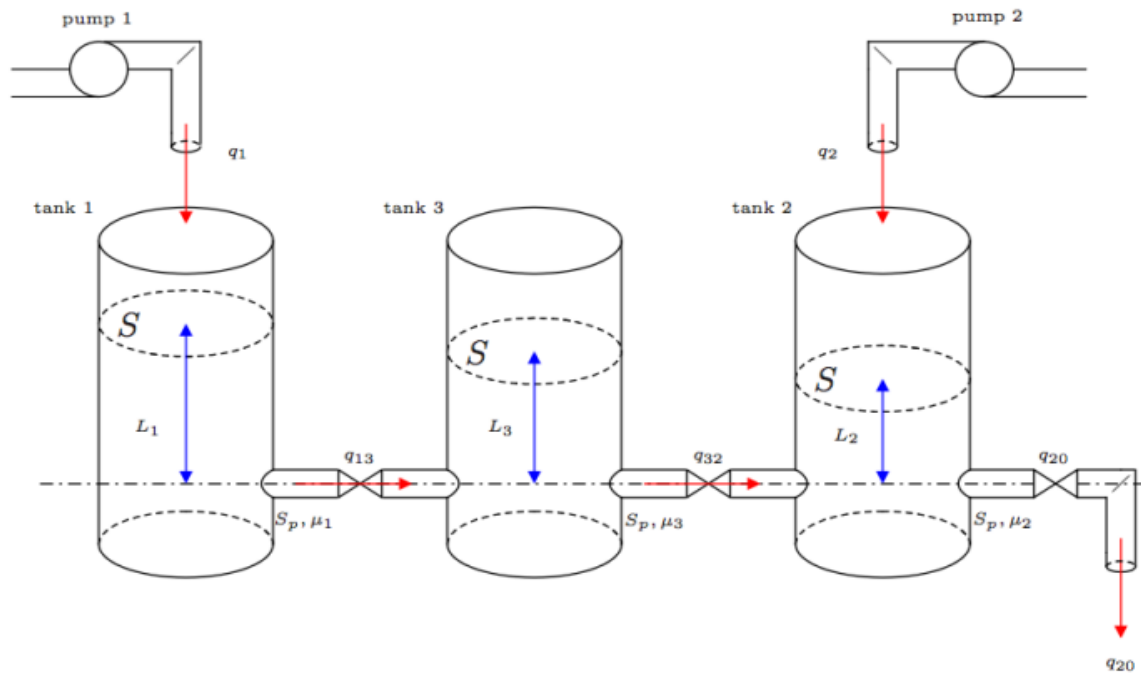 pump 1
pump 2
q₁
q₂
tank 1
tank 3
tank 2
S
S
S
L₁
L₃
L₂
q₁₃
q₃₂
q₂₀
Sₚ, μ₁
Sₚ, μ₃
Sₚ, μ₂
q₂₀